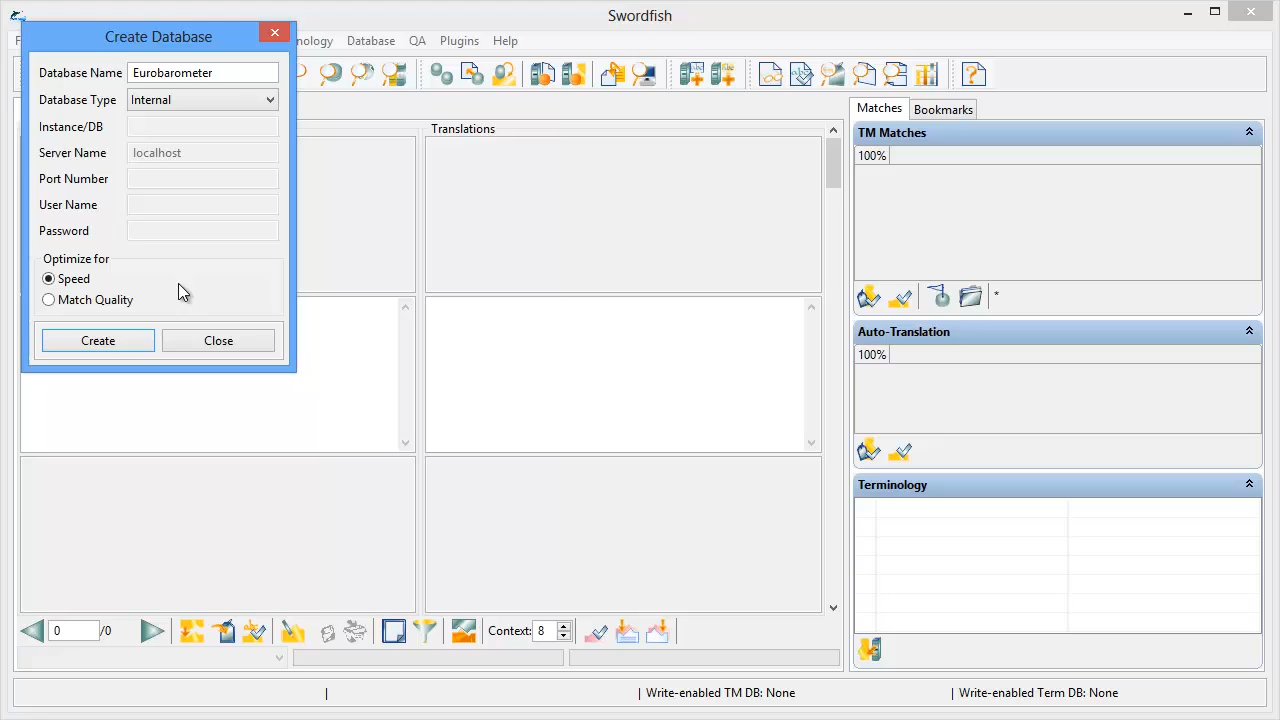 Swordfish
Create Database
F
nology
Database
QA
Plugins
Help
Database Name
Eurobarometer
Database Type
Internal
Instance/DB
Server Name
localhost
Port Number
User Name
Password
Optimize for
Speed
Match Quality
Create
Close
Translations
Matches
Bookmarks
TM Matches
100%
*
Auto-Translation
100%
Terminology
0
/0
Context:
8
| | Write-enabled TM DB: None | Write-enabled Term DB: None